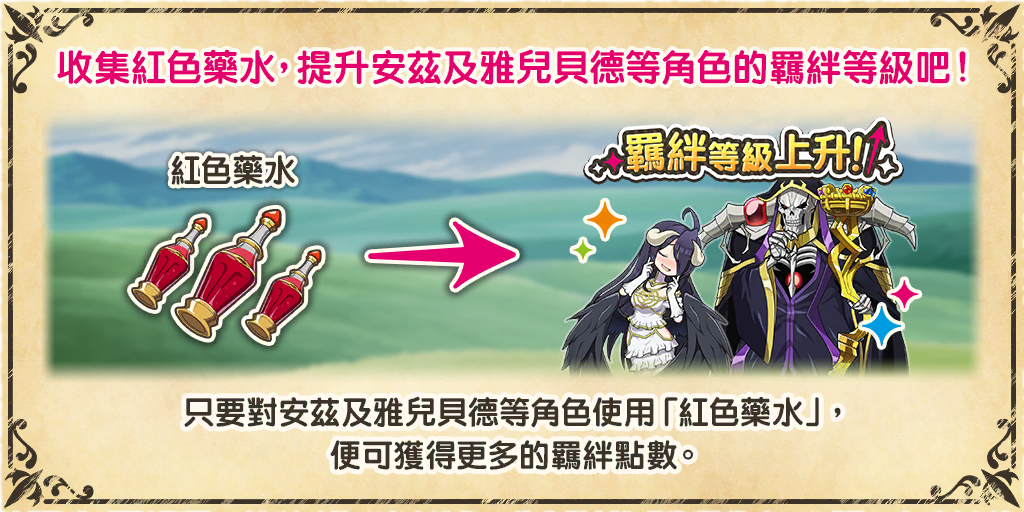 收集紅色藥水，提升安茲及雅兒貝德等角色的羈絆等級吧！
紅色藥水
羈絆等級上升!!
只要對安茲及雅兒貝德等角色使用「紅色藥水」，
便可獲得更多的羈絆點數。